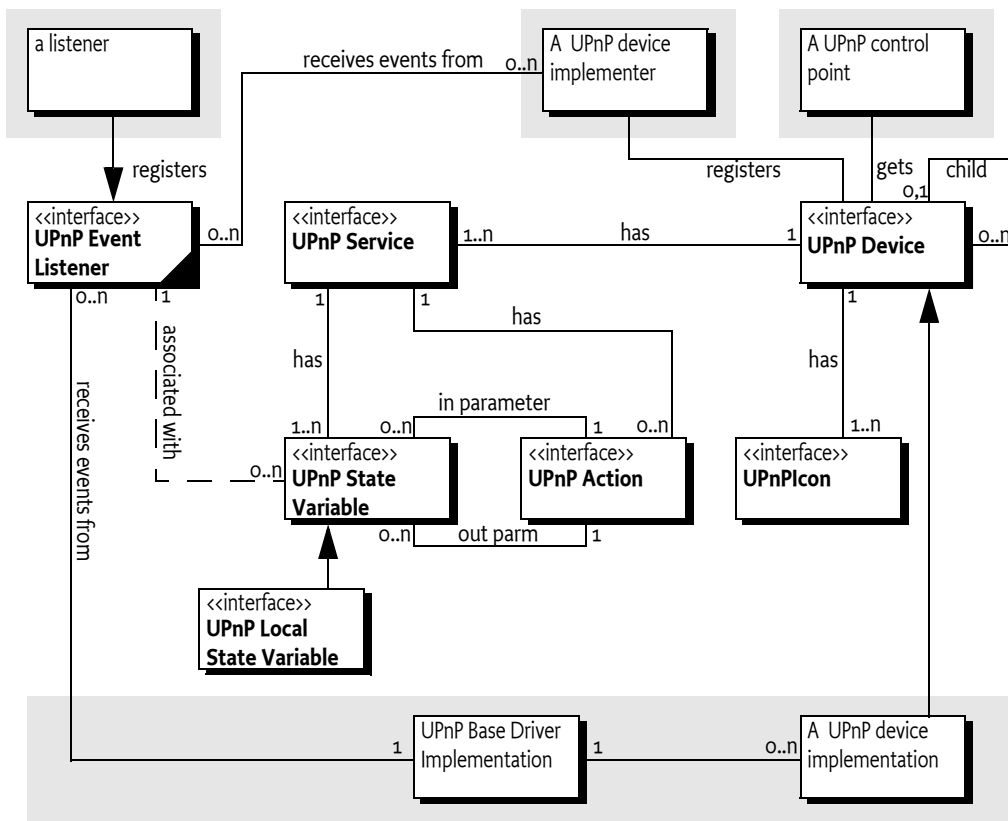 a listener
receives events from
0..n
A UPnP device
implementer
A UPnP control
point
registers
registers
gets
child
0,1
<<interface>>
UPnP Event
Listener
0..n
<<interface>>
UPnP Service
1..n
has
1
<<interface>>
UPnP Device
0..n
0..n
1
1
1
1
has
associated with
has
has
receives events from
in parameter
1..n
0..n
1
0..n
1..n
0..n
<<interface>>
UPnP State
Variable
<<interface>>
UPnP Action
<<interface>>
UPnPIcon
0..n
out parm
1
<<interface>>
UPnP Local
State Variable
1
UPnP Base Driver
Implementation
1
0..n
A UPnP device
implementation